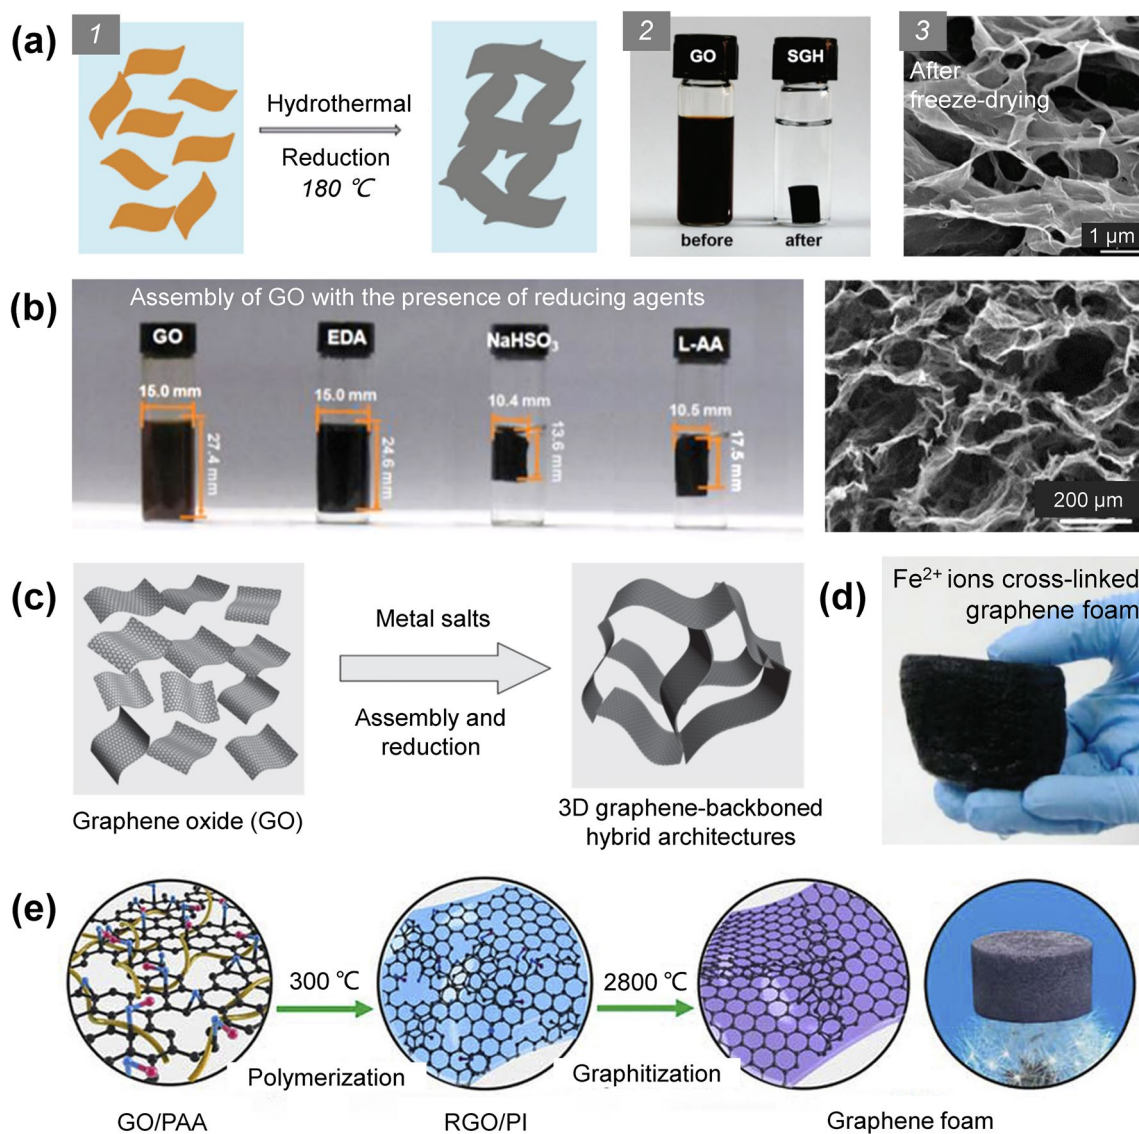 (a)
1
Hydrothermal
Reduction
180 ℃
2
GO
SGH
before
after
3
After
freeze-drying
1 μm
(b)
Assembly of GO with the presence of reducing agents
GO
EDA
NaHSO₃
L-AA
15.0 mm
27.4 mm
15.0 mm
24.6 mm
10.4 mm
13.6 mm
10.5 mm
17.5 mm
200 μm
(c)
Metal salts
Assembly and
reduction
Graphene oxide (GO)
3D graphene-backboned
hybrid architectures
(d)
Fe²⁺ ions cross-linked
graphene foam
(e)
300 ℃
Polymerization
2800 ℃
Graphitization
GO/PAA
RGO/PI
Graphene foam